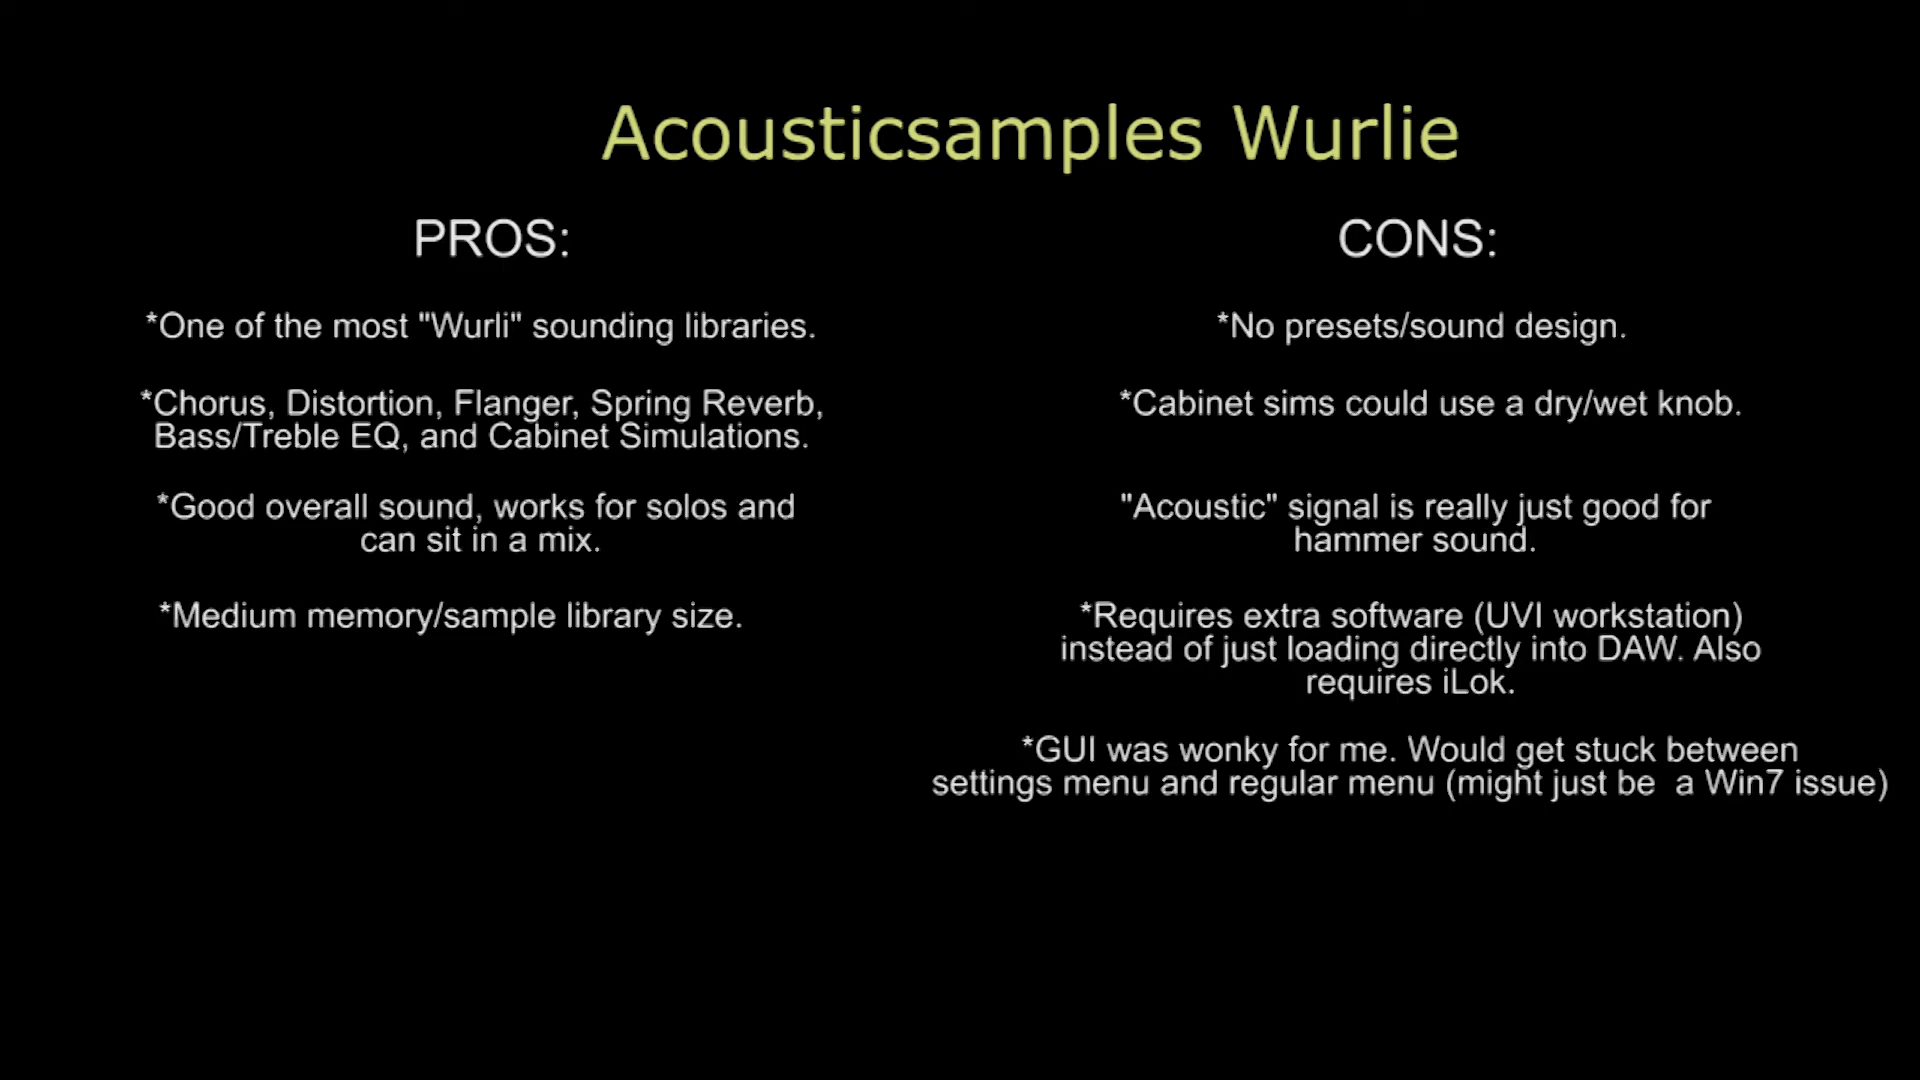 Acousticsamples Wurlie
PROS:
*One of the most "Wurli" sounding libraries.
*Chorus, Distortion, Flanger, Spring Reverb,
Bass/Treble EQ, and Cabinet Simulations.
*Good overall sound, works for solos and
can sit in a mix.
*Medium memory/sample library size.
CONS:
*No presets/sound design.
*Cabinet sims could use a dry/wet knob.
"Acoustic" signal is really just good for
hammer sound.
*Requires extra software (UVI workstation)
instead of just loading directly into DAW. Also
requires iLok.
*GUI was wonky for me. Would get stuck between
settings menu and regular menu (might just be  a Win7 issue)